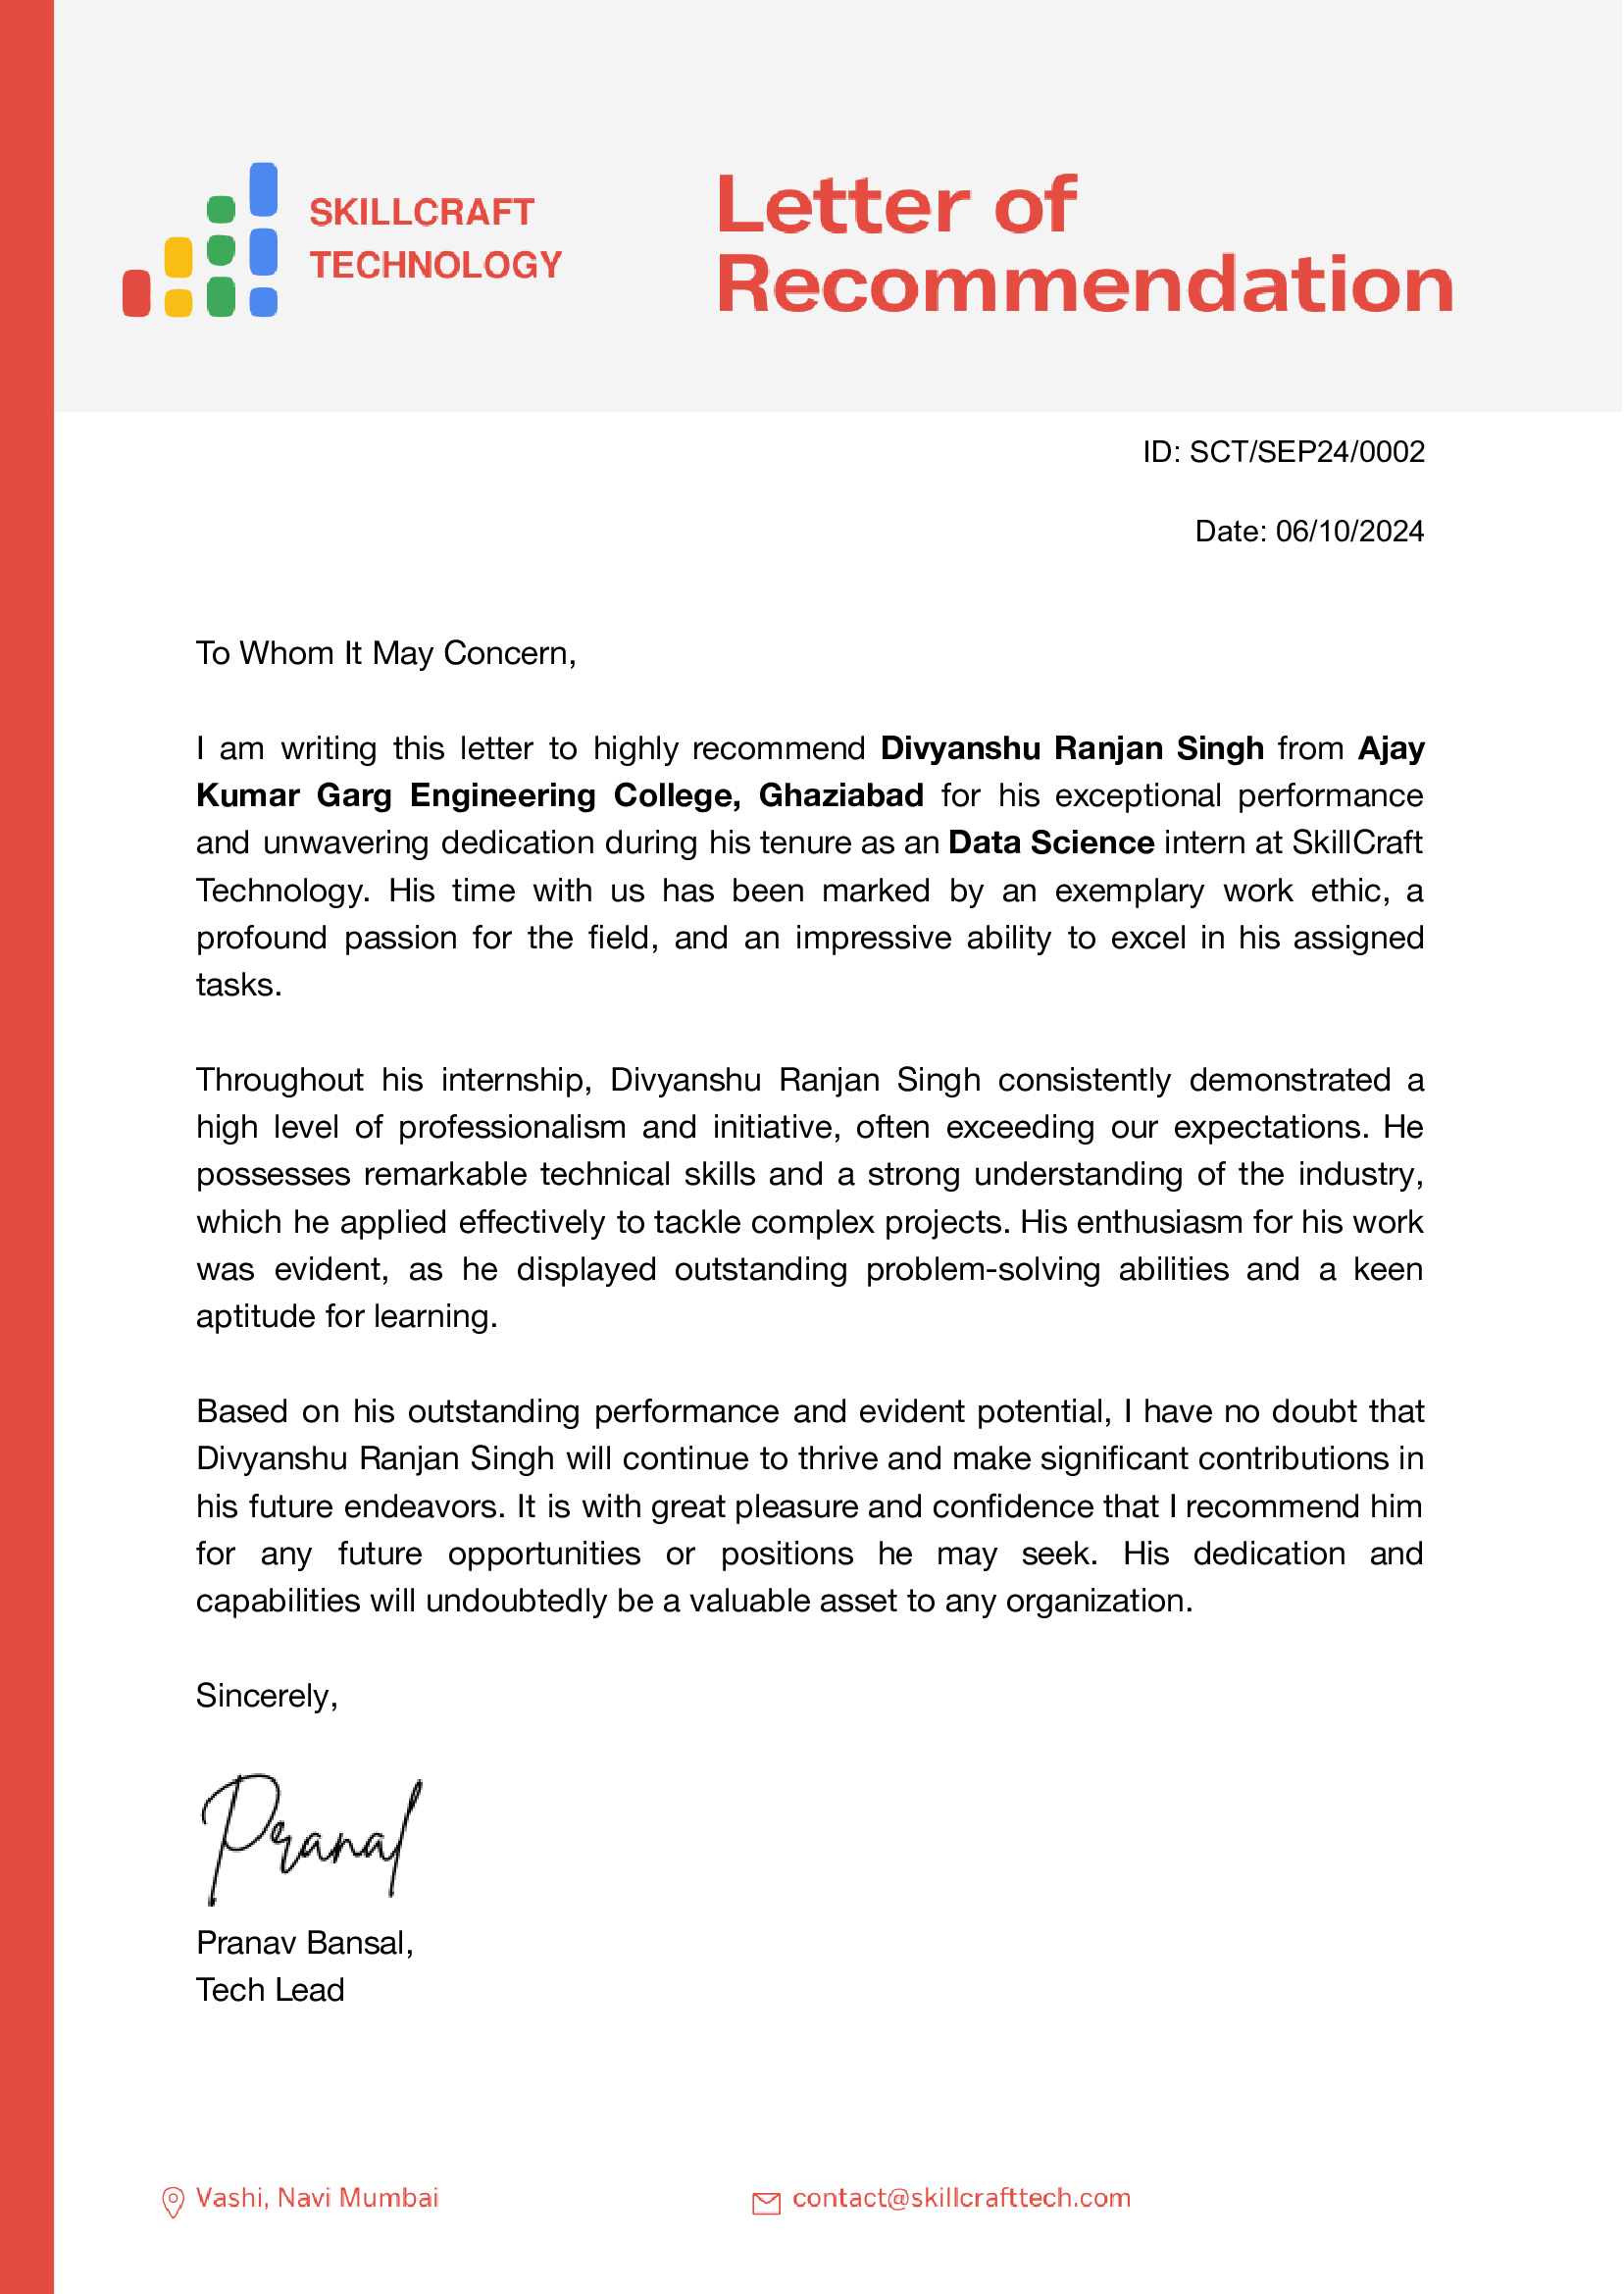 SKILLCRAFT
TECHNOLOGY
Letter of
Recommendation
ID: SCT/SEP24/0002
Date: 06/10/2024
To Whom It May Concern,
I am writing this letter to highly recommend Divyanshu Ranjan Singh from Ajay
Kumar Garg Engineering College, Ghaziabad for his exceptional performance
and unwavering dedication during his tenure as an Data Science intern at SkillCraft
Technology. His time with us has been marked by an exemplary work ethic, a
profound passion for the field, and an impressive ability to excel in his assigned
tasks.
Throughout his internship, Divyanshu Ranjan Singh consistently demonstrated a
high level of professionalism and initiative, often exceeding our expectations. He
possesses remarkable technical skills and a strong understanding of the industry,
which he applied effectively to tackle complex projects. His enthusiasm for his work
was evident, as he displayed outstanding problem-solving abilities and a keen
aptitude for learning.
Based on his outstanding performance and evident potential, I have no doubt that
Divyanshu Ranjan Singh will continue to thrive and make significant contributions in
his future endeavors. It is with great pleasure and confidence that I recommend him
for any future opportunities or positions he may seek. His dedication and
capabilities will undoubtedly be a valuable asset to any organization.
Sincerely,
Pranal
Pranav Bansal,
Tech Lead
Vashi, Navi Mumbai
contact@skillcrafttech.com